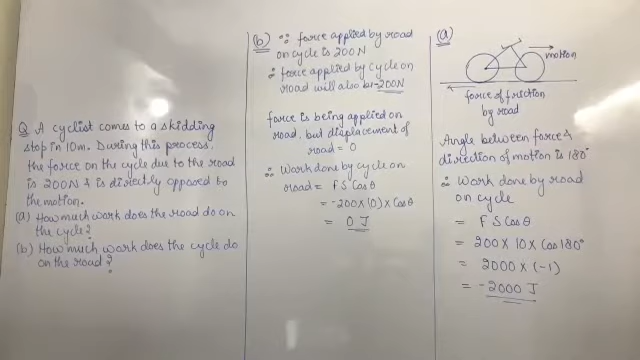 Q. A cyclist comes to a skidding
stop in 10m. During this process,
the force on the cycle due to the road
is 200N & is directly opposed to
the motion.
(a) How much work does the road do on
the cycle?
(b) How much work does the cycle do
on the road?
(b) ∵ force applied by road
on cycle is 200N
∴ force applied by cycle on
road will also be -200N
force is being applied on
road, but displacement of
road = 0
∴ Work done by cycle on
road = F S Cos θ
= -200 × (0) × Cos θ
= 0 J
(a)
motion
force of friction
by road
Angle between force &
direction of motion is 180°
∴ Work done by road
on cycle
= F S Cos θ
= 200 × 10 × Cos 180°
= 2000 × (-1)
= -2000 J